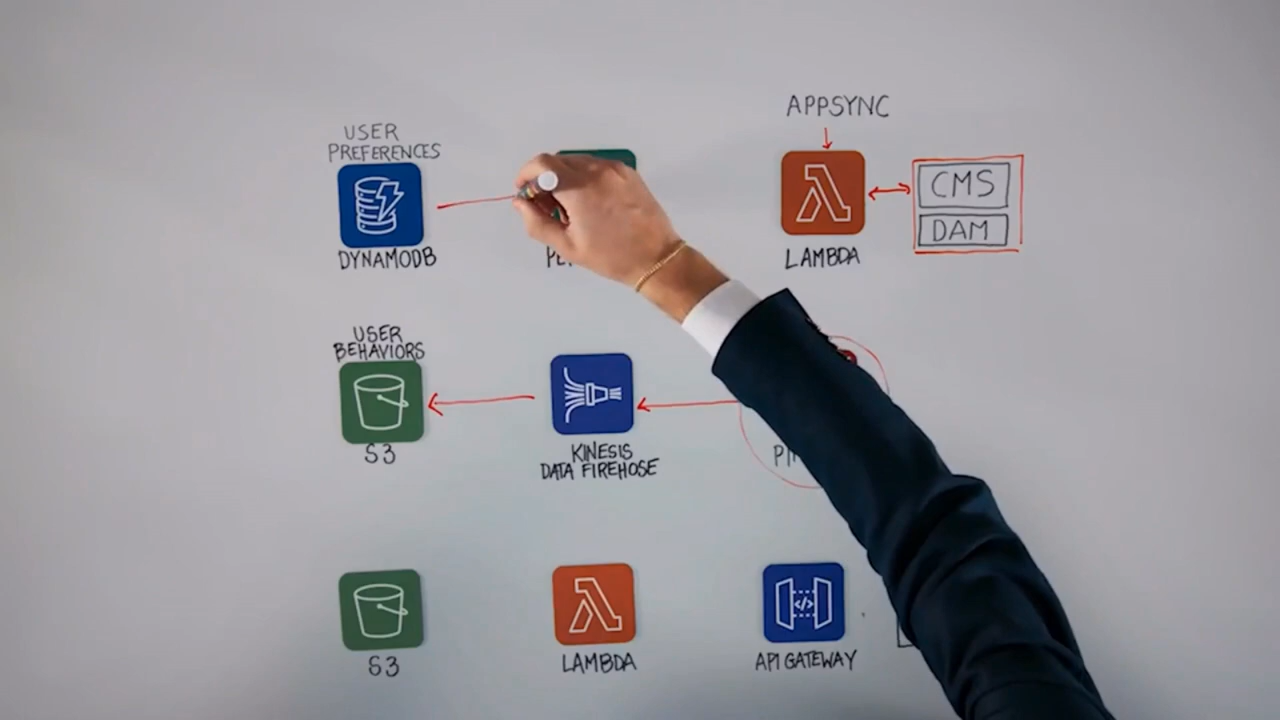 APPSYNC
USER
PREFERENCES
CMS
DAM
DYNAMODB
LAMBDA
USER
BEHAVIORS
S3
KINESIS
DATA FIREHOSE
S3
LAMBDA
API GATEWAY